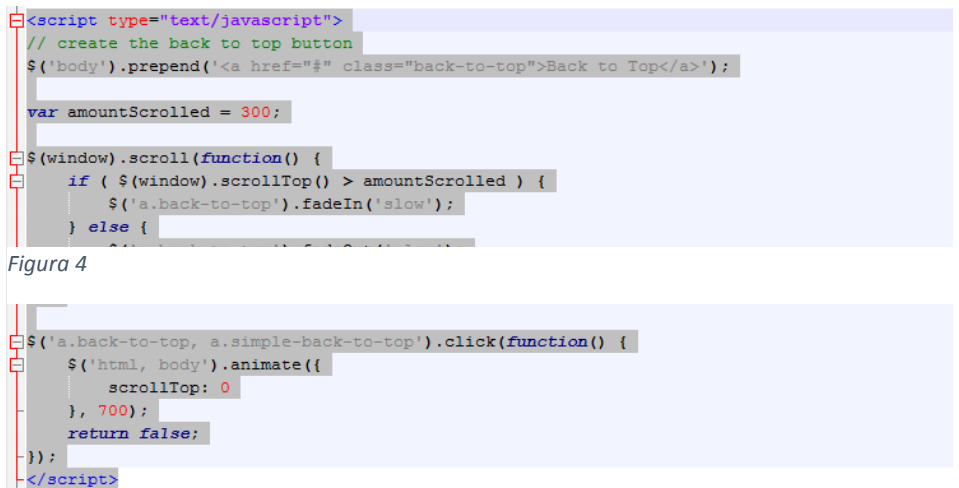 <script type="text/javascript">
// create the back to top button
$('body').prepend('<a href="#" class="back-to-top">Back to Top</a>');
var amountScrolled = 300;
$(window).scroll(function() {
if ( $(window).scrollTop() > amountScrolled ) {
$('a.back-to-top').fadeIn('slow');
} else {
Figura 4
$('a.back-to-top, a.simple-back-to-top').click(function() {
$('html, body').animate({
scrollTop: 0
}, 700);
return false;
});
</script>